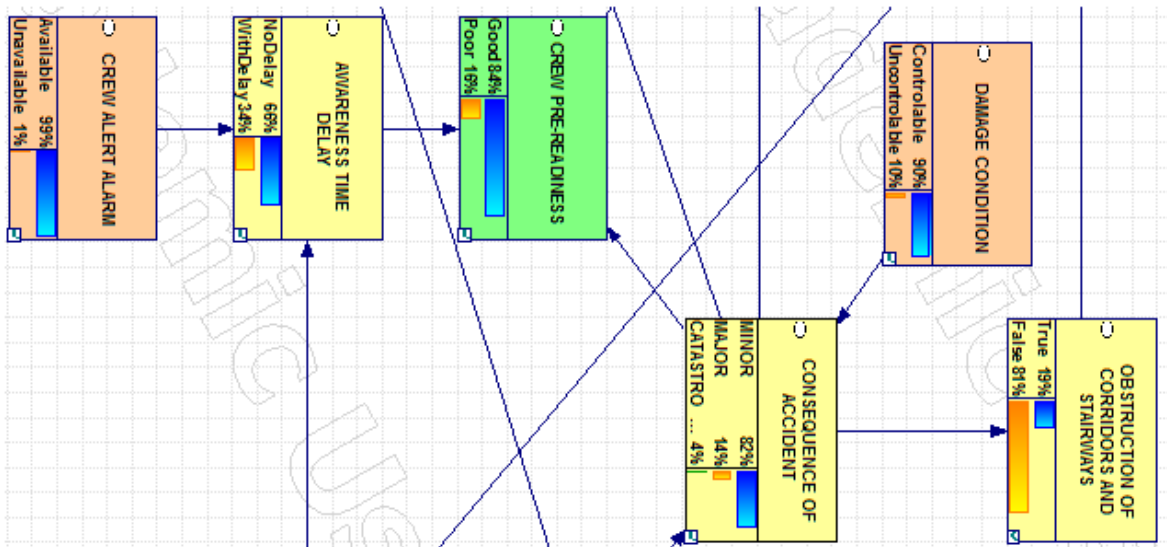 CREW ALERT ALARM
Available 99%
Unavailable 1%
AWARENESS TIME
DELAY
NoDelay 66%
WithDelay 34%
CREW PRE-READINESS
Good 84%
Poor 16%
DAMAGE CONDITION
Controlable 90%
Uncontrolable 10%
CONSEQUENCE OF
ACCIDENT
MINOR 82%
MAJOR 14%
CATASTRO ... 4%
OBSTRUCTION OF
CORRIDORS AND
STAIRWAYS
True 19%
False 81%